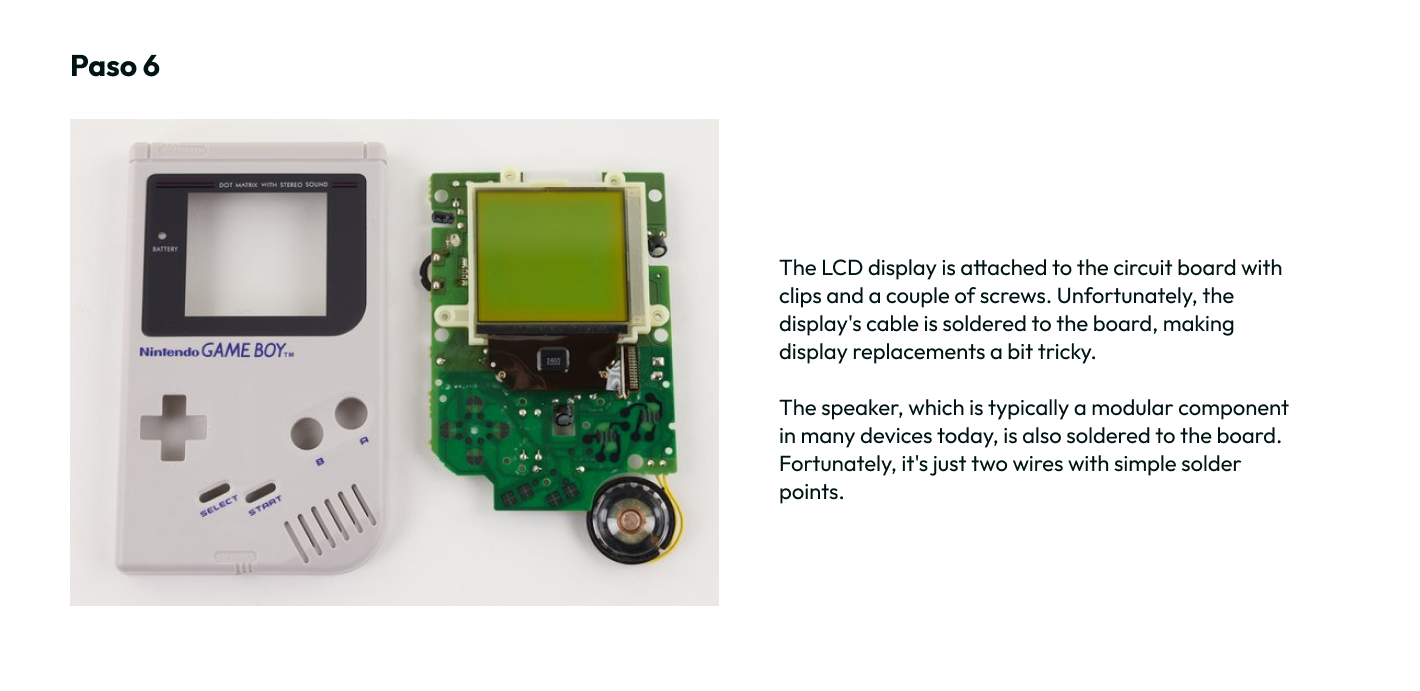 Paso 6
DOT MATRIX WITH STEREO SOUND
BATTERY
Nintendo GAME BOY TM
A
B
SELECT
START
The LCD display is attached to the circuit board with
clips and a couple of screws. Unfortunately, the
display's cable is soldered to the board, making
display replacements a bit tricky.
The speaker, which is typically a modular component
in many devices today, is also soldered to the board.
Fortunately, it's just two wires with simple solder
points.